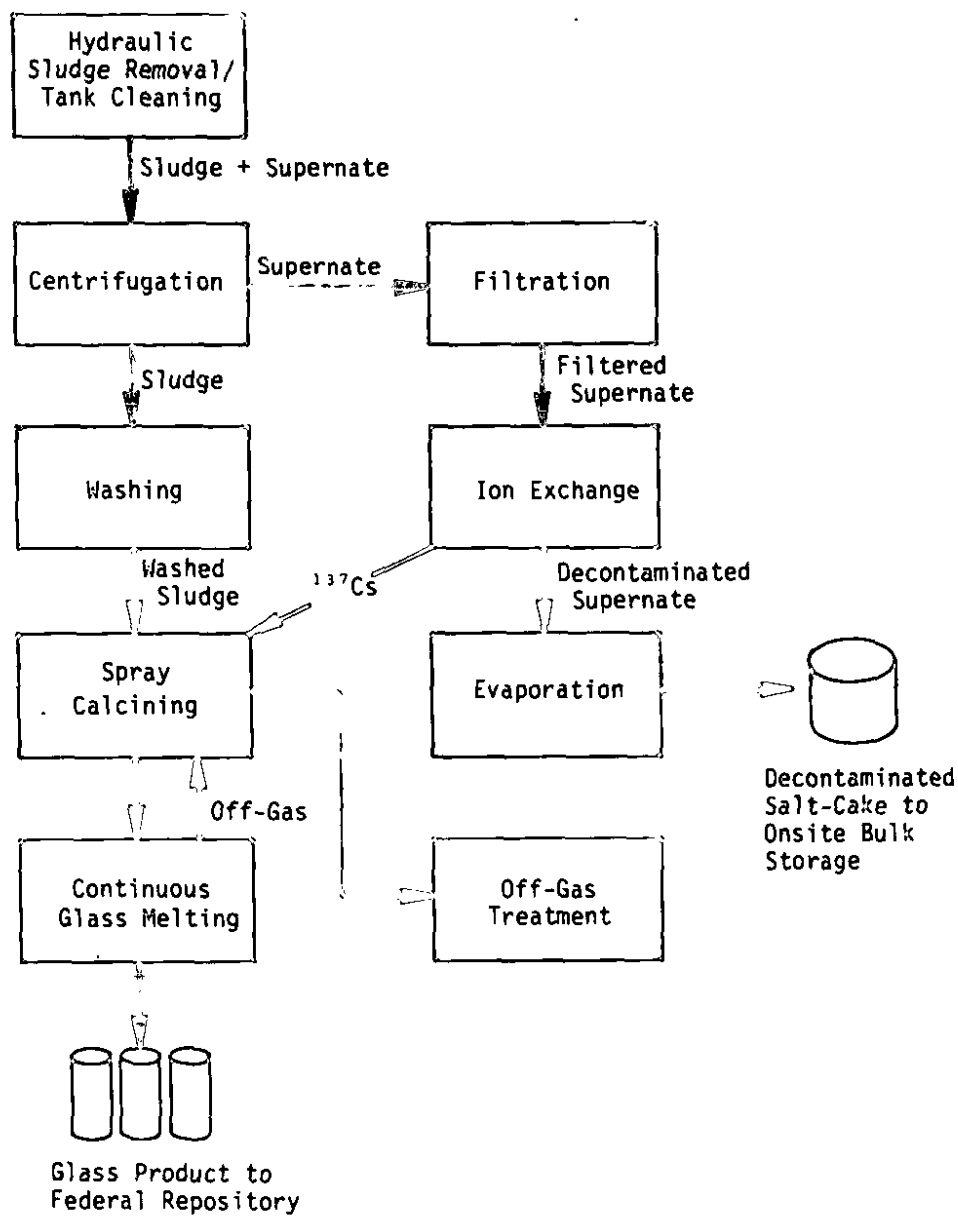 Hydraulic
Sludge Removal/
Tank Cleaning
Sludge + Supernate
Centrifugation
Supernate
Filtration
Sludge
Filtered
Supernate
Washing
Ion Exchange
Washed
Sludge
¹³⁷Cs
Decontaminated
Supernate
Spray
Calcining
Evaporation
Decontaminated
Salt-Cake to
Onsite Bulk
Storage
Off-Gas
Continuous
Glass Melting
Off-Gas
Treatment
Glass Product to
Federal Repository